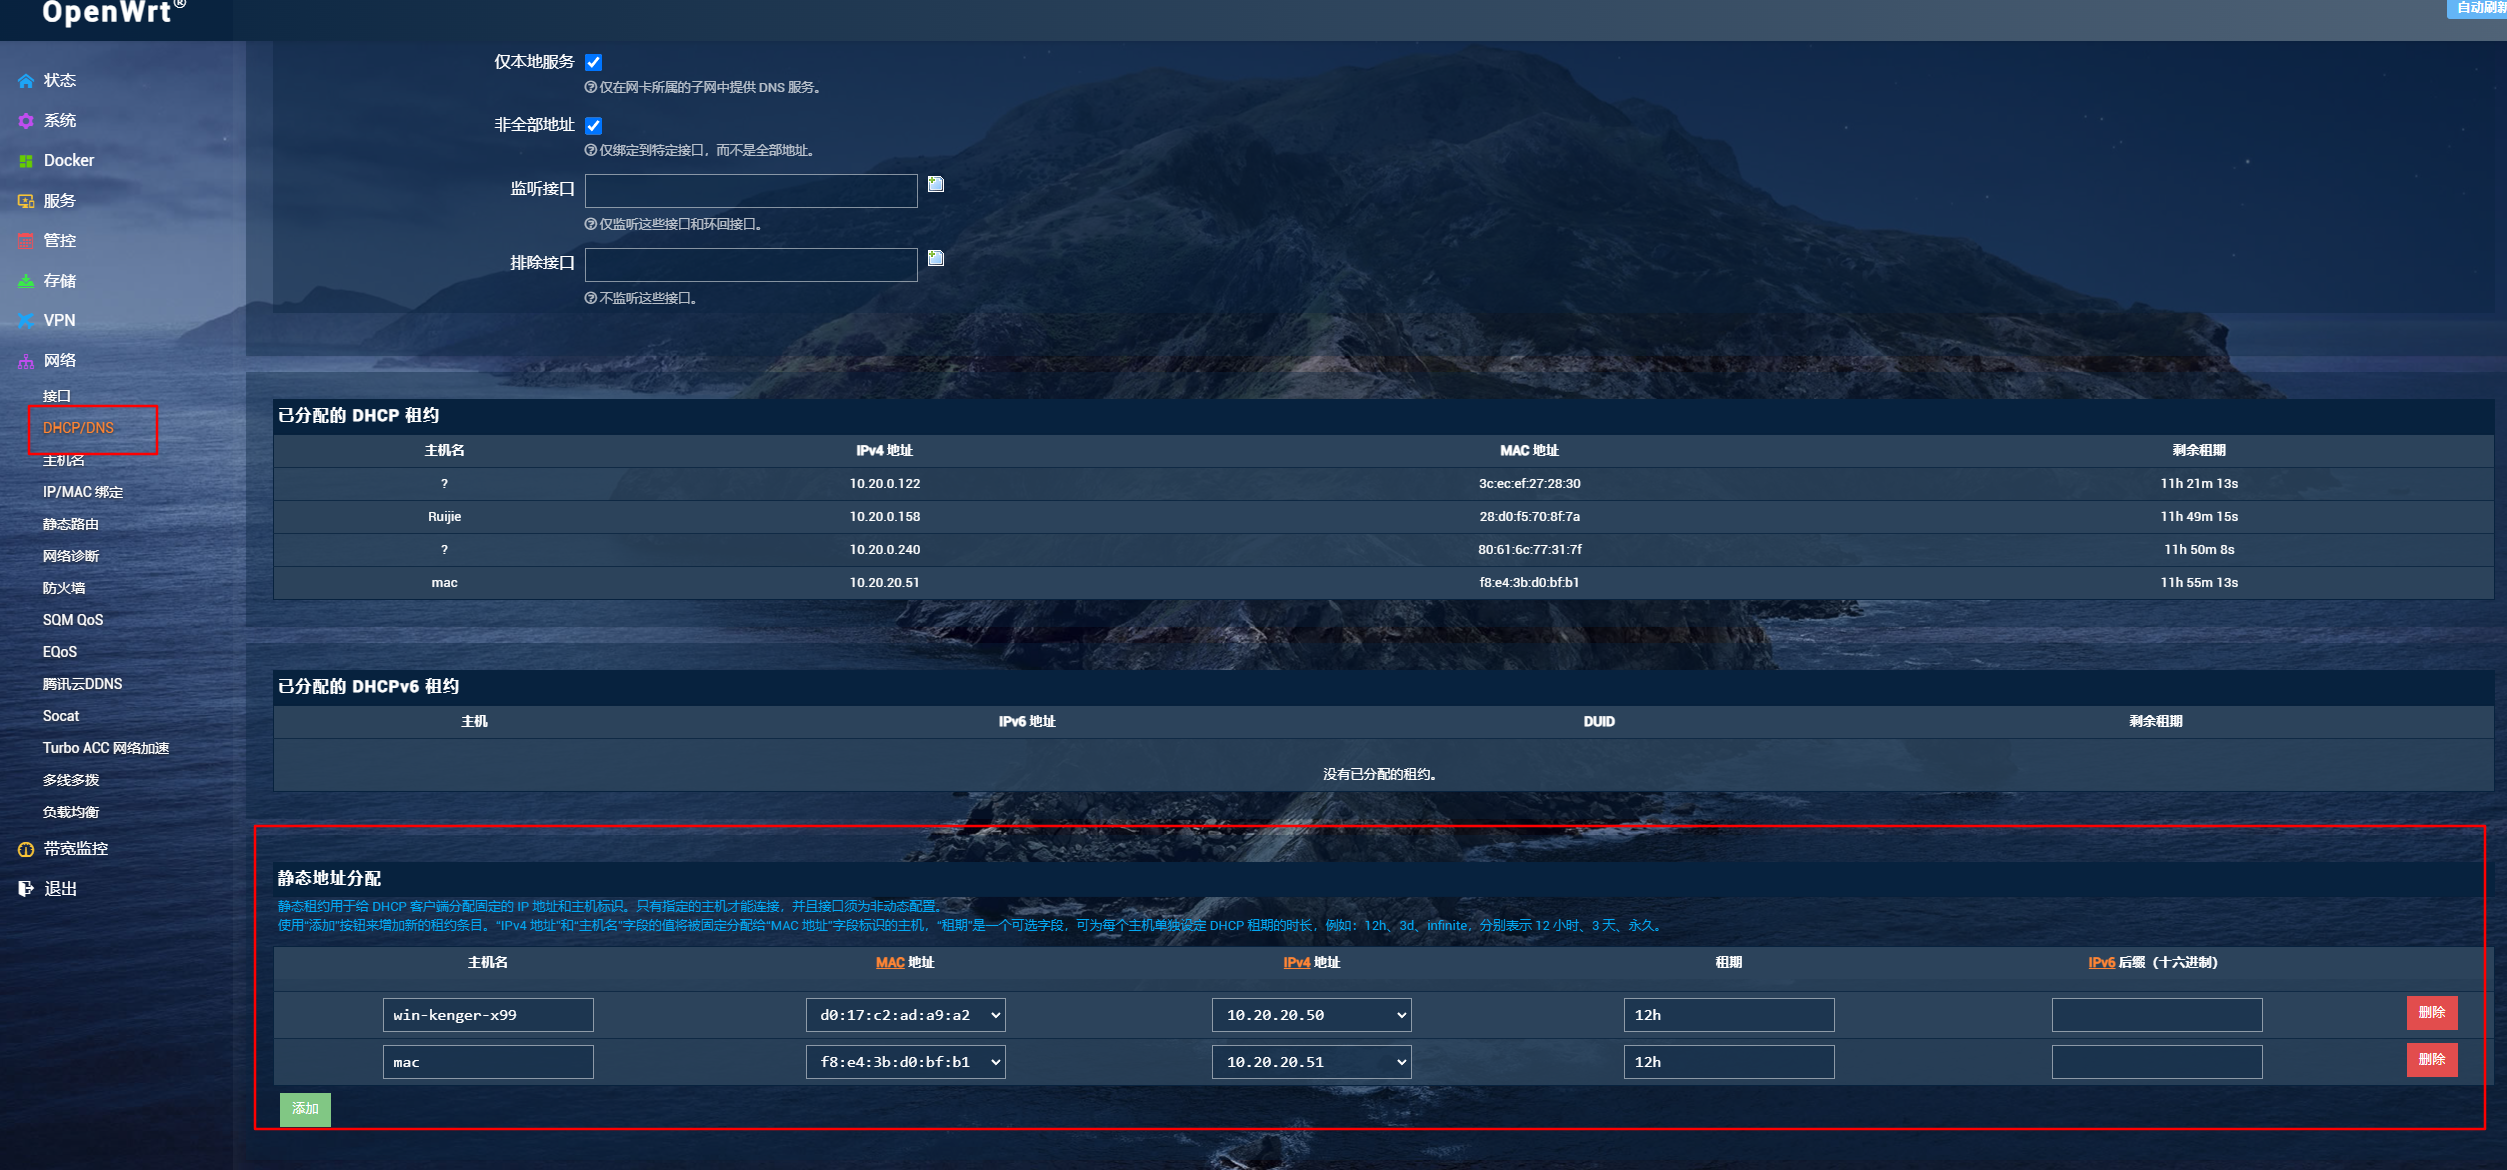 OpenWrt®
自动刷新
状态
系统
Docker
服务
管控
存储
VPN
网络
接口
DHCP/DNS
主机名
IP/MAC 绑定
静态路由
网络诊断
防火墙
SQM QoS
EQoS
腾讯云DDNS
Socat
Turbo ACC 网络加速
多线多拨
负载均衡
带宽监控
退出
仅本地服务
仅在网卡所属的子网中提供 DNS 服务。
非全部地址
仅绑定到特定接口，而不是全部地址。
监听接口
仅监听这些接口和环回接口。
排除接口
不监听这些接口。
已分配的 DHCP 租约
主机名 IPv4 地址 MAC 地址 剩余租期
? 10.20.0.122 3c:ec:ef:27:28:30 11h 21m 13s
Ruijie 10.20.0.158 28:d0:f5:70:8f:7a 11h 49m 15s
? 10.20.0.240 80:61:6c:77:31:7f 11h 50m 8s
mac 10.20.20.51 f8:e4:3b:d0:bf:b1 11h 55m 13s
已分配的 DHCPv6 租约
主机 IPv6 地址 DUID 剩余租期
没有已分配的租约。
静态地址分配
静态租约用于给 DHCP 客户端分配固定的 IP 地址和主机标识。只有指定的主机才能连接，并且接口须为非动态配置。
使用“添加”按钮来增加新的租约条目。“IPv4 地址”和“主机名”字段的值将被固定分配给“MAC 地址”字段标识的主机，“租期”是一个可选字段，可为每个主机单独设定 DHCP 租期的时长，例如：12h、3d、infinite，分别表示 12 小时、3 天、永久。
主机名 MAC 地址 IPv4 地址 租期 IPv6 后缀（十六进制）
win-kenger-x99 d0:17:c2:ad:a9:a2 10.20.20.50 12h 删除
mac f8:e4:3b:d0:bf:b1 10.20.20.51 12h 删除
添加